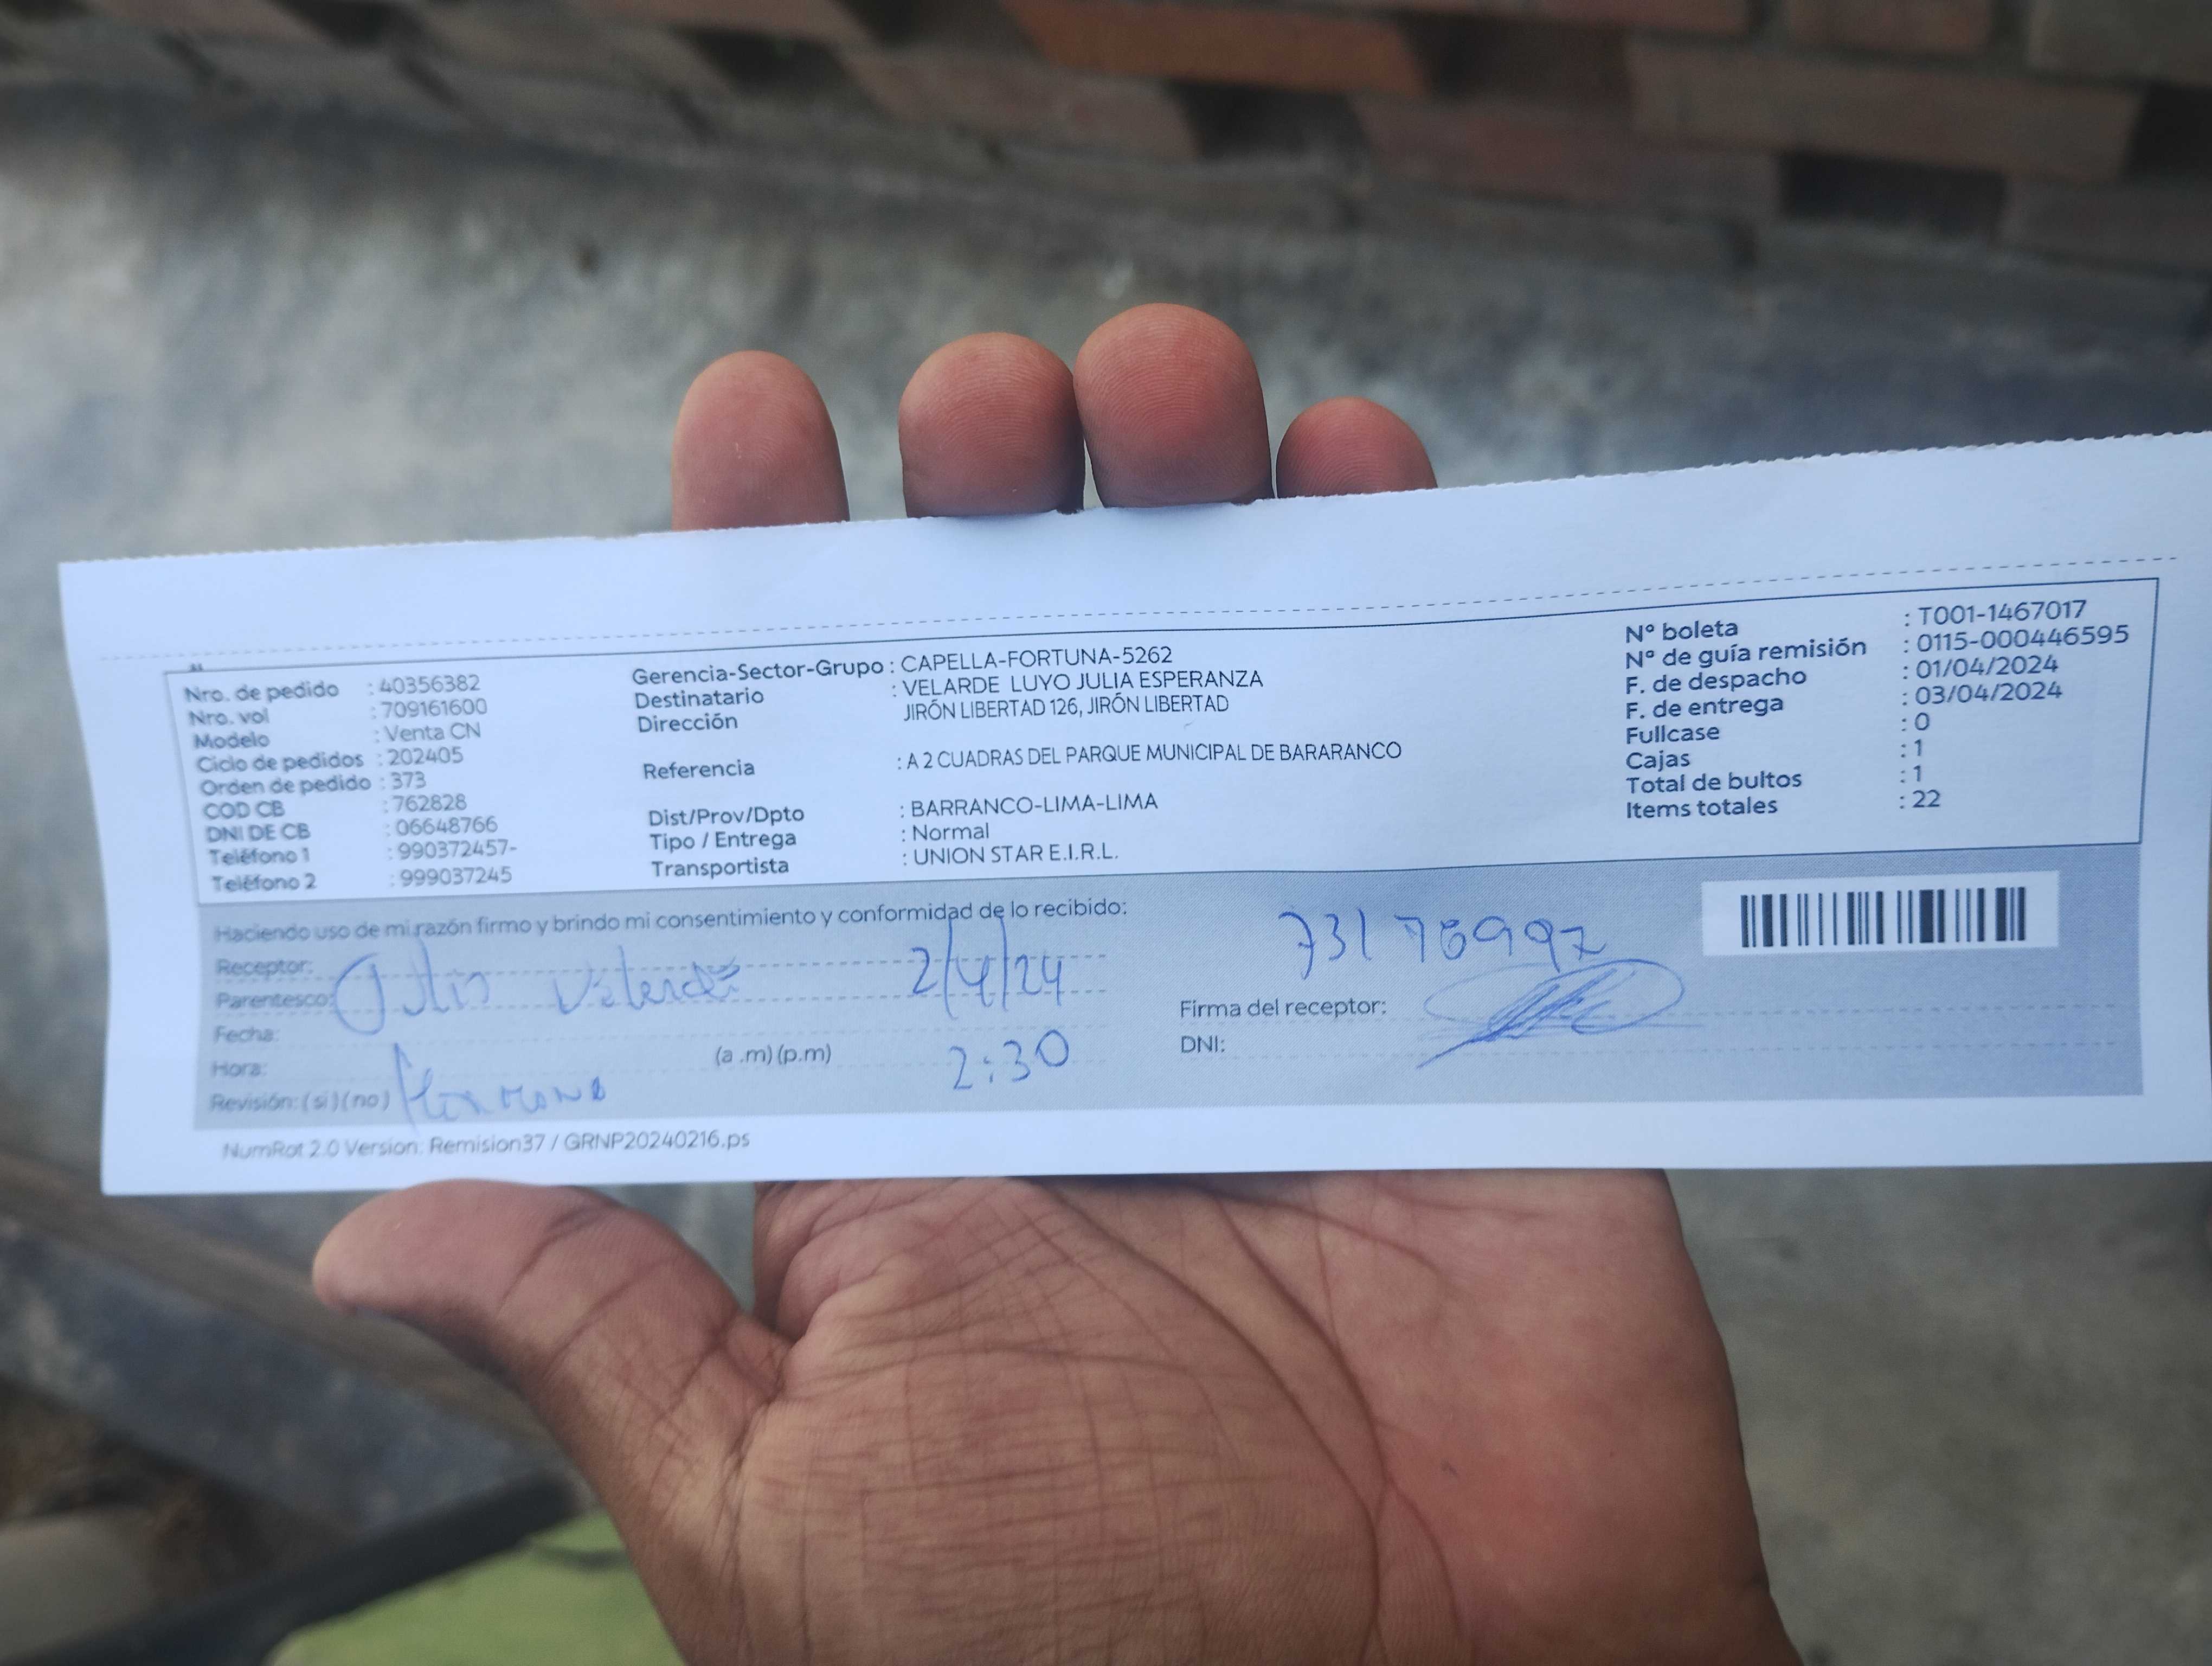 Nro. de pedido : 40356382
Nro. vol : 709161600
Modelo : Venta CN
Ciclo de pedidos : 202405
Orden de pedido : 373
COD CB : 762828
DNI DE CB : 06648766
Teléfono 1 : 990372457-
Teléfono 2 : 999037245
Gerencia-Sector-Grupo : CAPELLA-FORTUNA-5262
Destinatario : VELARDE LUYO JULIA ESPERANZA
Dirección JIRÓN LIBERTAD 126, JIRÓN LIBERTAD
Referencia : A 2 CUADRAS DEL PARQUE MUNICIPAL DE BARARANCO
Dist/Prov/Dpto : BARRANCO-LIMA-LIMA
Tipo / Entrega : Normal
Transportista : UNION STAR E.I.R.L.
N° boleta : T001-1467017
N° de guía remisión : 0115-000446595
F. de despacho : 01/04/2024
F. de entrega : 03/04/2024
Fullcase : 0
Cajas : 1
Total de bultos : 1
Items totales : 22
Haciendo uso de mi razón firmo y brindo mi consentimiento y conformidad de lo recibido:
Receptor:
Parentesco: Julio Velarde 2/4/24
Fecha:
Hora: (a .m) (p.m) 2:30
Revisión: (si) (no) Hermano
73176997
Firma del receptor:
DNI:
NumRot 2.0 Version: Remision37 / GRNP20240216.ps